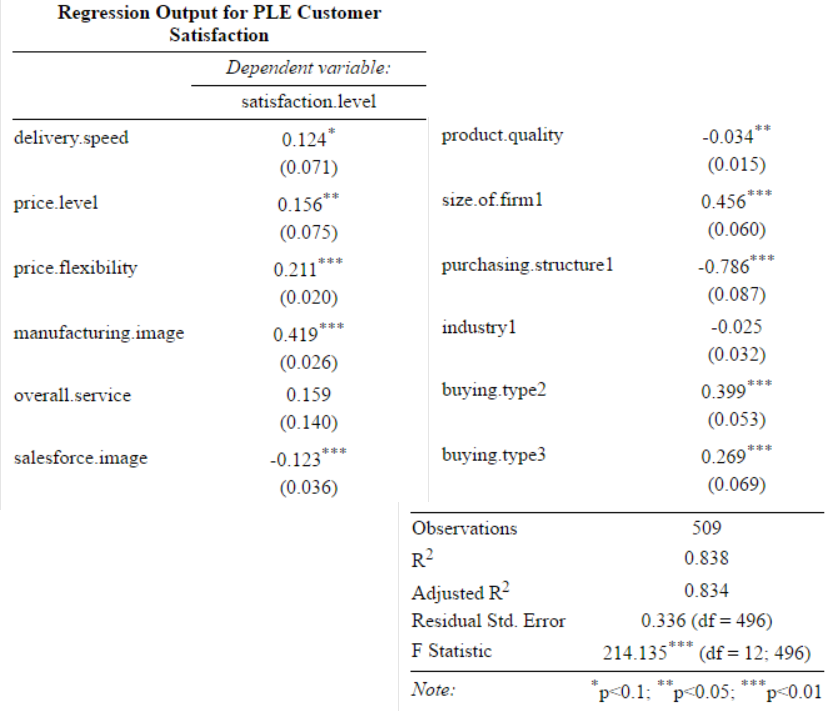 Regression Output for PLE Customer
Satisfaction
Dependent variable:
satisfaction.level
delivery.speed 0.124*
(0.071)
price.level 0.156**
(0.075)
price.flexibility 0.211***
(0.020)
manufacturing.image 0.419***
(0.026)
overall.service 0.159
(0.140)
salesforce.image -0.123***
(0.036)
product.quality -0.034**
(0.015)
size.of.firm1 0.456***
(0.060)
purchasing.structure1 -0.786***
(0.087)
industry1 -0.025
(0.032)
buying.type2 0.399***
(0.053)
buying.type3 0.269***
(0.069)
Observations 509
R2 0.838
Adjusted R2 0.834
Residual Std. Error 0.336 (df = 496)
F Statistic 214.135*** (df = 12; 496)
Note: *p<0.1; **p<0.05; ***p<0.01